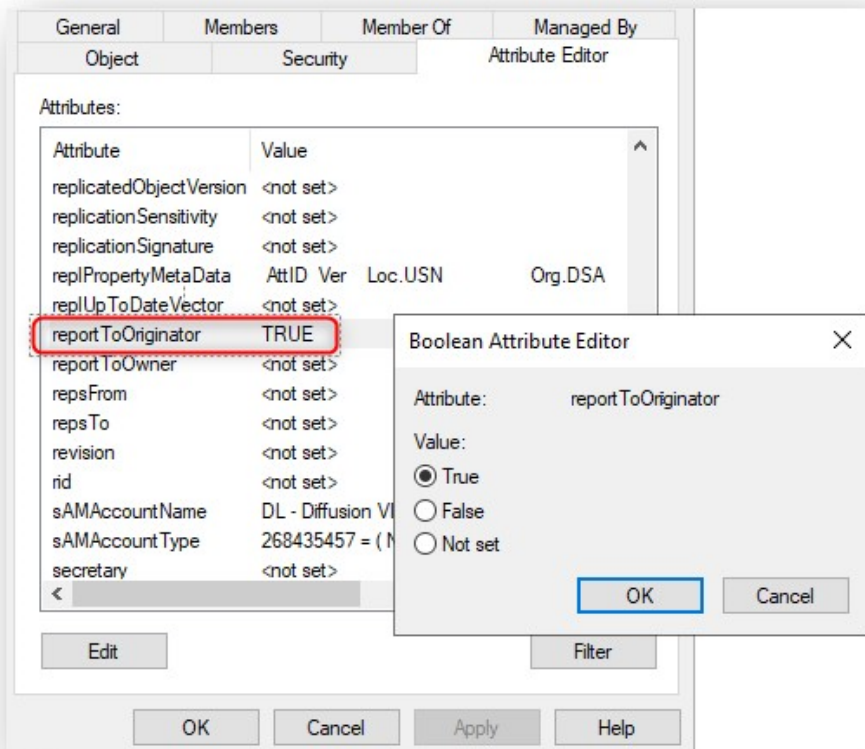 General Members Member Of Managed By
Object Security Attribute Editor
Attributes:
Attribute Value
replicatedObjectVersion <not set>
replicationSensitivity <not set>
replicationSignature <not set>
replPropertyMetaData AttID Ver Loc.USN Org.DSA
replUpToDateVector <not set>
reportToOriginator TRUE
reportToOwner <not set>
repsFrom <not set>
repsTo <not set>
revision <not set>
rid <not set>
sAMAccountName DL - Diffusion
sAMAccountType 268435457 = (
secretary <not set>
Edit Filter
OK Cancel Apply Help
Boolean Attribute Editor
Attribute: reportToOriginator
Value:
True
False
Not set
OK Cancel